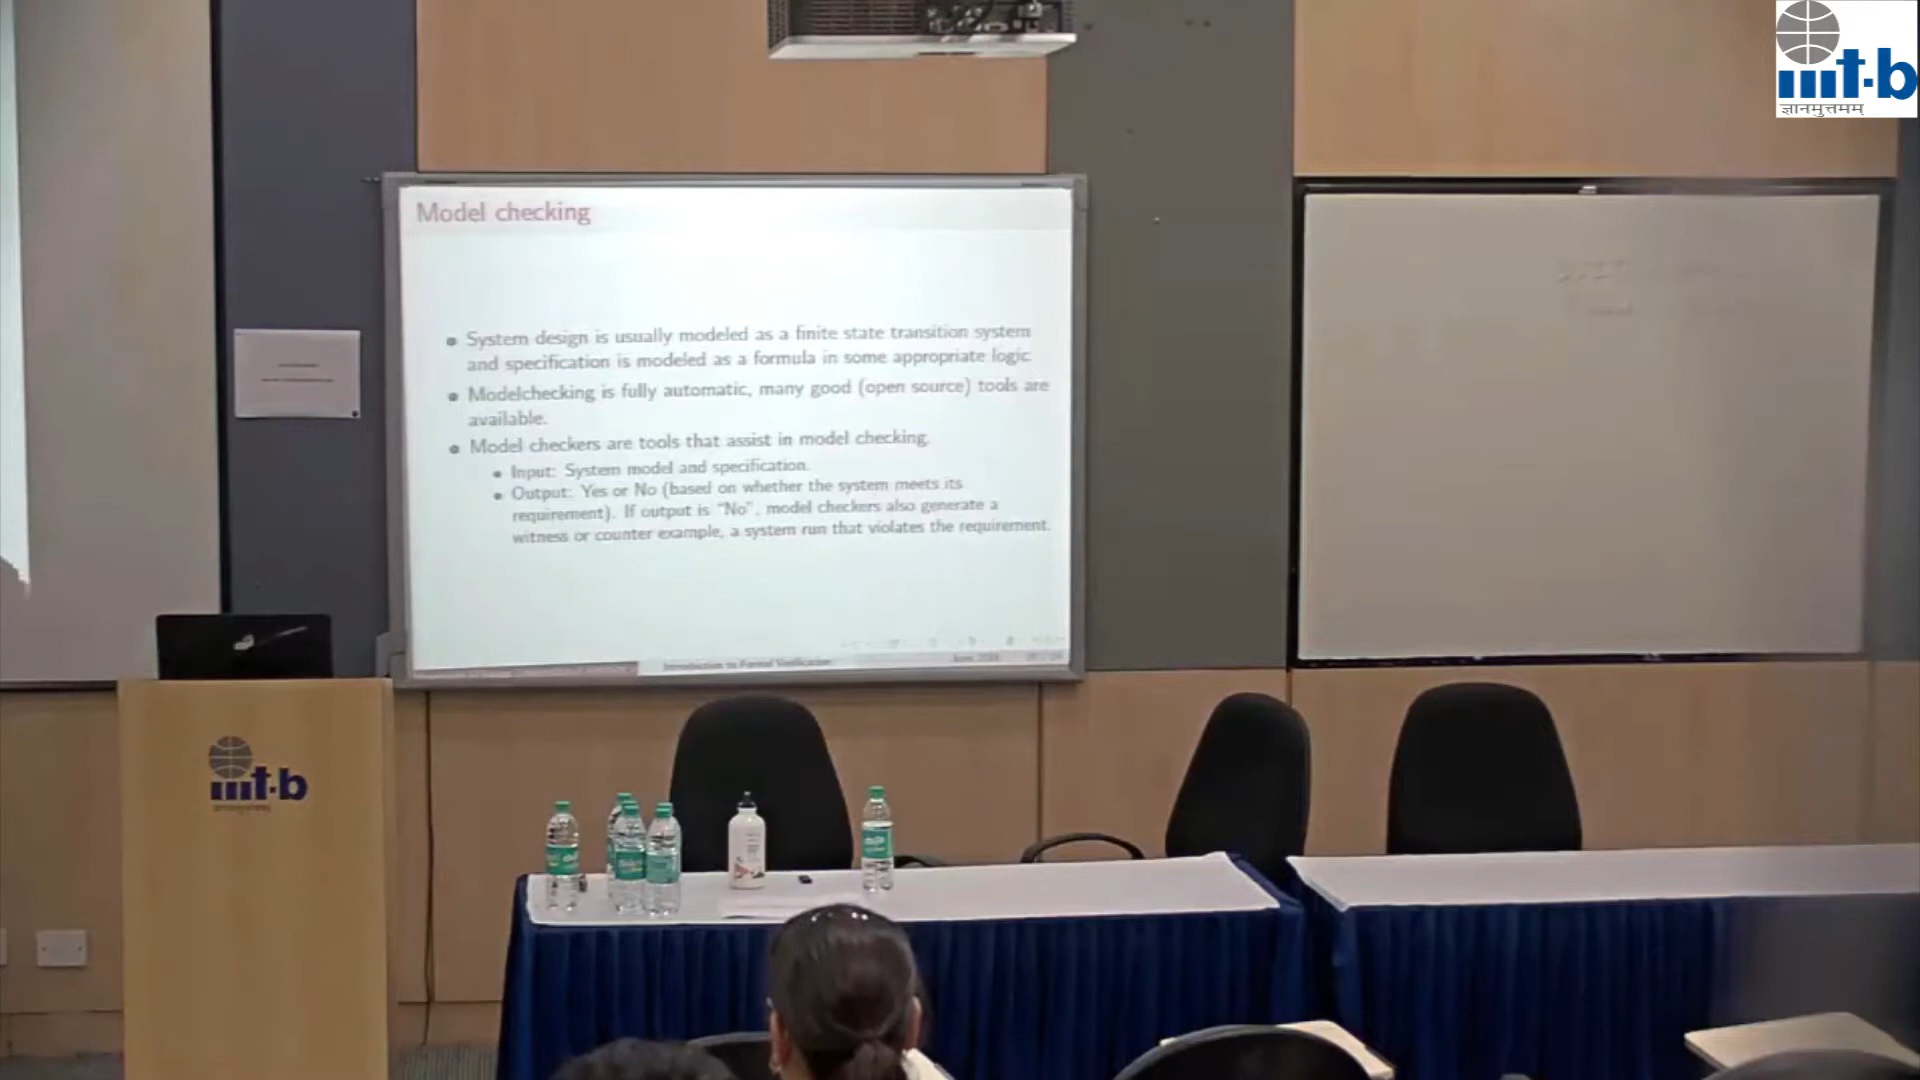 iiit-b
ज्ञानमुत्तमम्
Model checking
System design is usually modeled as a finite state transition system
and specification is modeled as a formula in some appropriate logic.
Modelchecking is fully automatic, many good (open source) tools are
available.
Model checkers are tools that assist in model checking.
Input: System model and specification.
Output: Yes or No (based on whether the system meets its
requirement). If output is "No", model checkers also generate a
witness or counter example, a system run that violates the requirement.
Introduction to Formal Verification
iiit-b